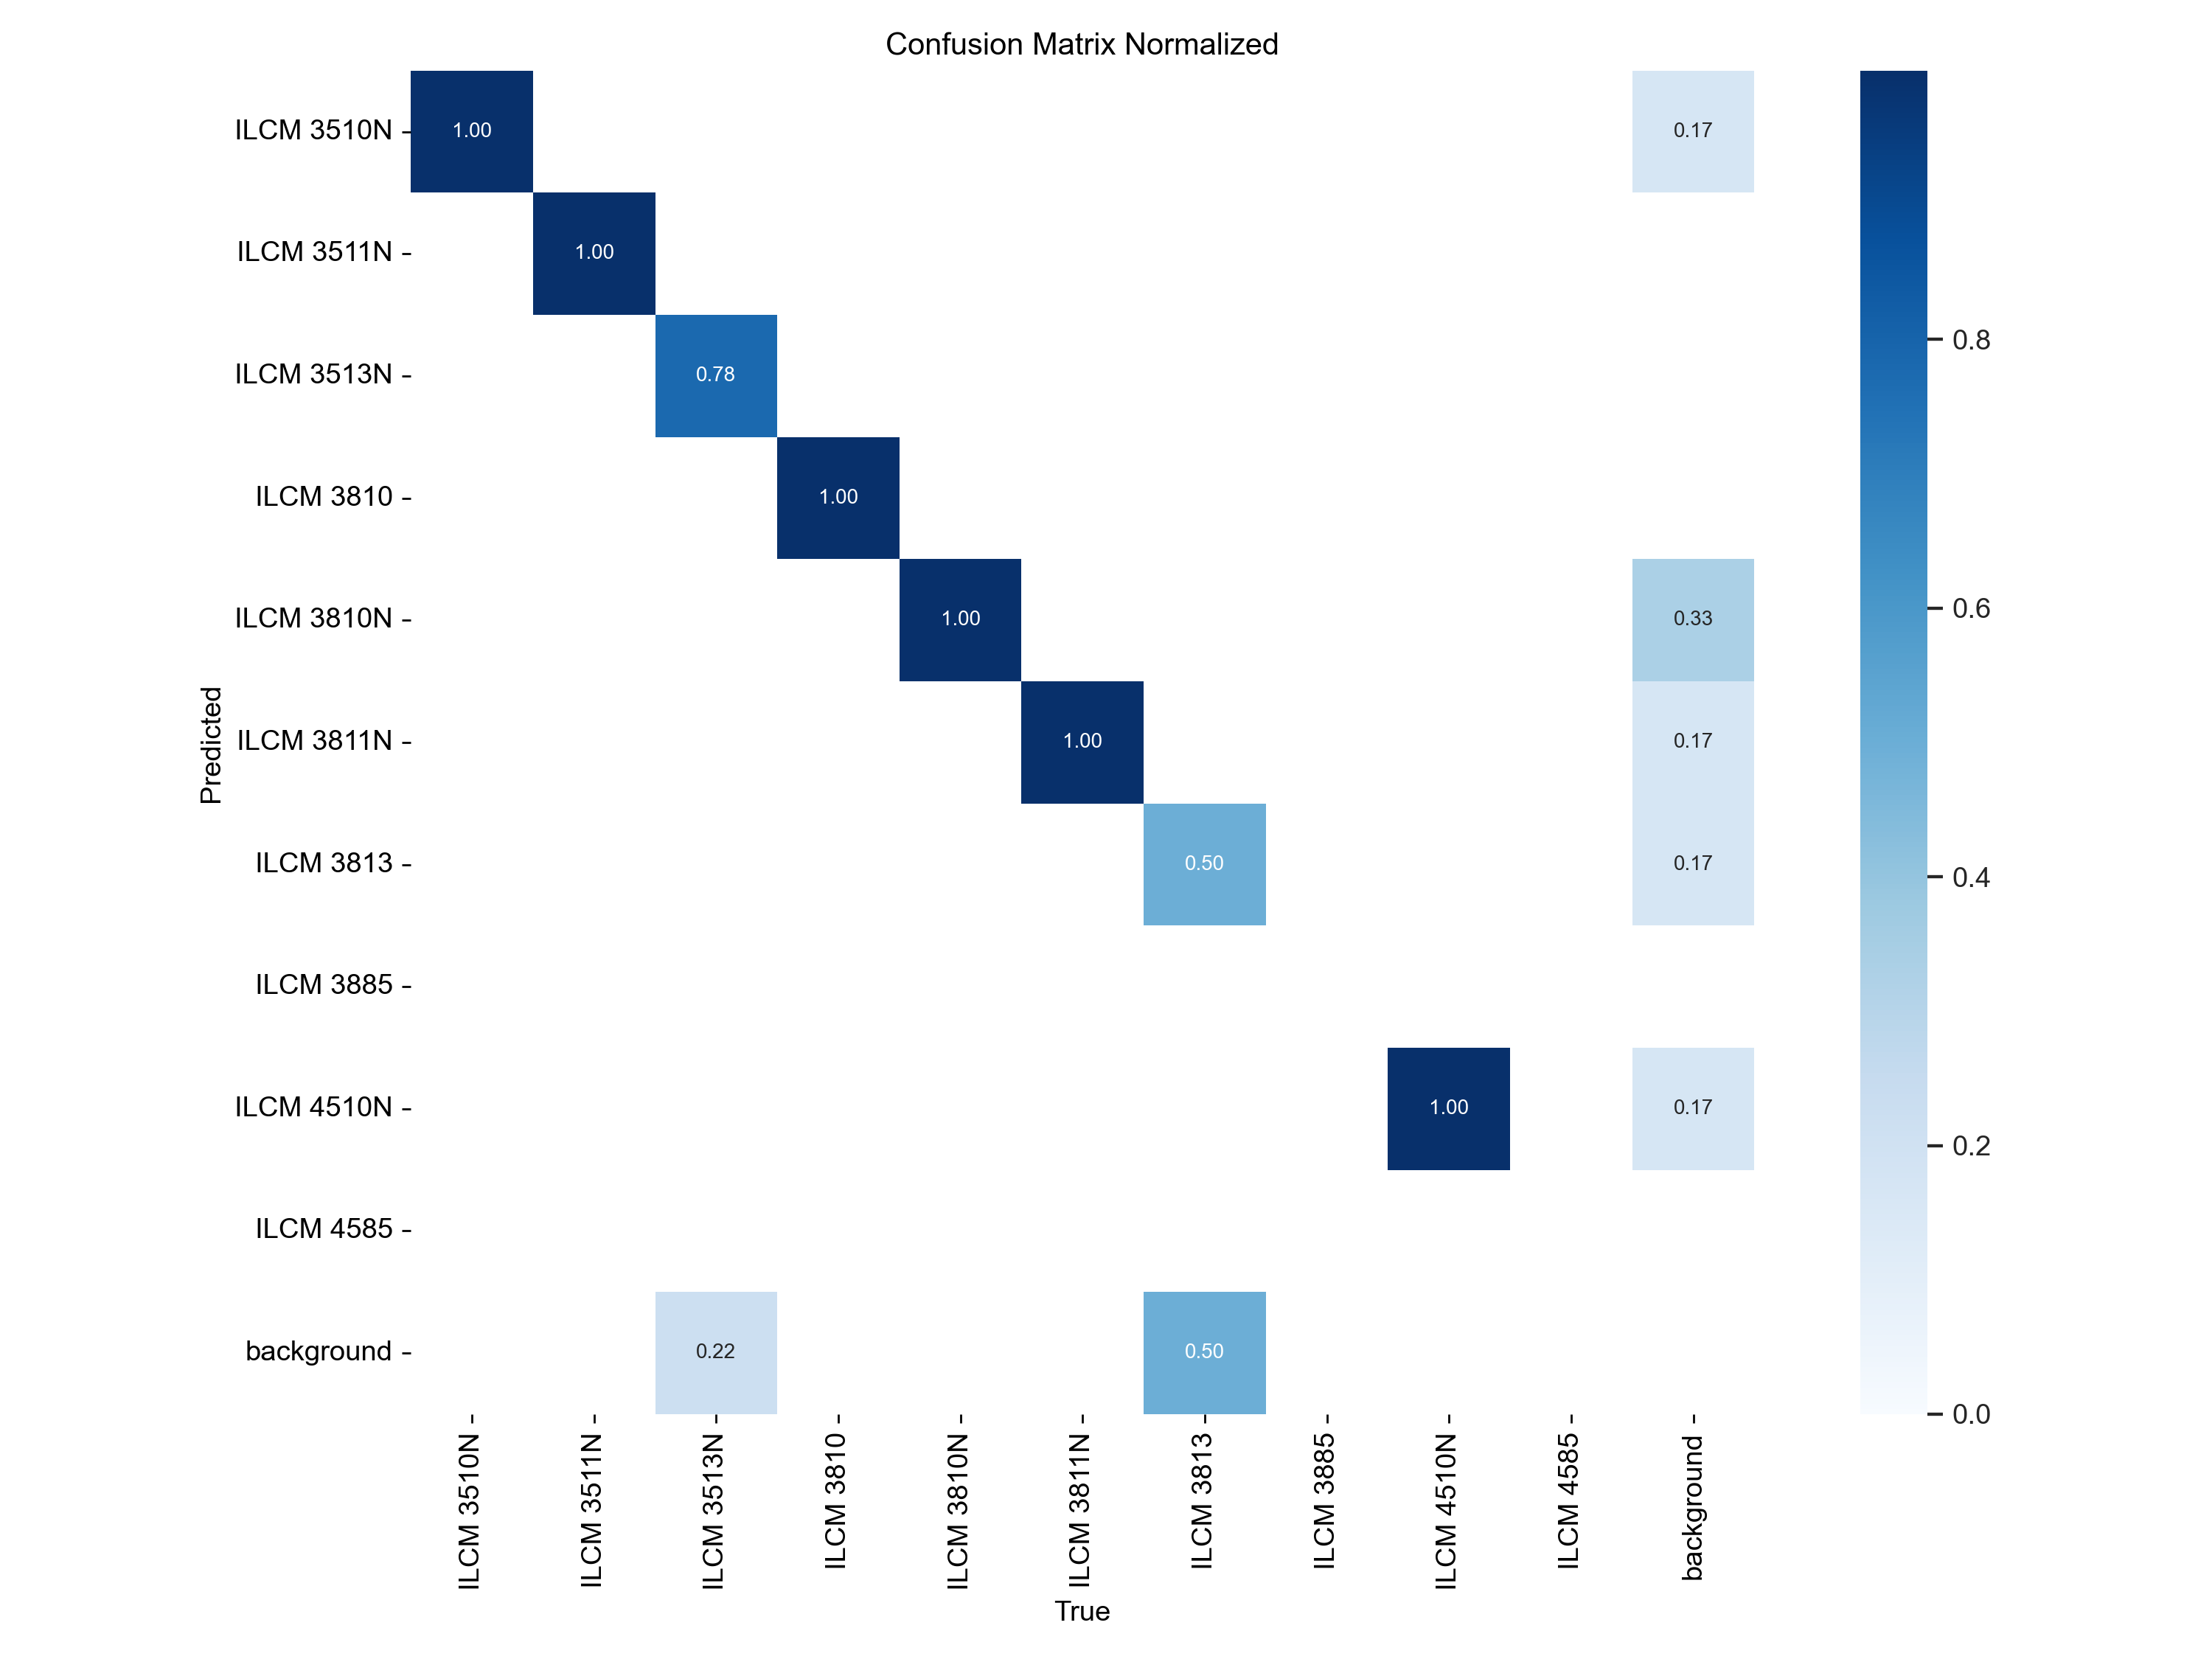 Confusion Matrix Normalized
ILCM 3510N
1.00
0.17
ILCM 3511N
1.00
ILCM 3513N
0.78
ILCM 3810
1.00
ILCM 3810N
1.00
0.33
ILCM 3811N
1.00
0.17
ILCM 3813
0.50
0.17
ILCM 3885
ILCM 4510N
1.00
0.17
ILCM 4585
background
0.22
0.50
Predicted
ILCM 3510N
ILCM 3511N
ILCM 3513N
ILCM 3810
ILCM 3810N
ILCM 3811N
ILCM 3813
ILCM 3885
ILCM 4510N
ILCM 4585
background
True
0.8
0.6
0.4
0.2
0.0